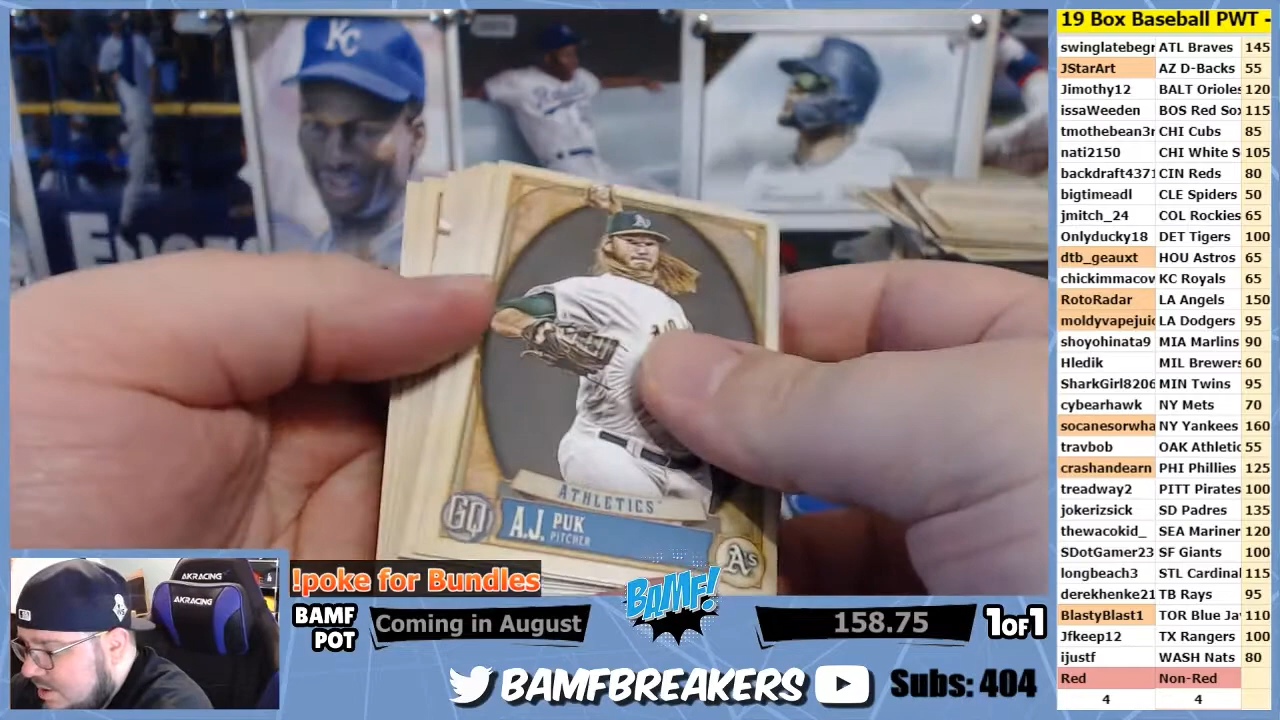 19 Box Baseball PWT -
swinglatebegr ATL Braves 145
JStarArt AZ D-Backs 55
Jimothy12 BALT Orioles 120
issaWeeden BOS Red Sox 115
tmothebean3r CHI Cubs 85
nati2150 CHI White S 105
backdraft4371 CIN Reds 80
bigtimeadl CLE Spiders 50
jmitch_24 COL Rockies 65
Onlyducky18 DET Tigers 100
dtb_geauxt HOU Astros 65
chickimmacov KC Royals 65
RotoRadar LA Angels 150
moldyvapejuic LA Dodgers 95
shoyohinata9 MIA Marlins 90
Hledik MIL Brewers 60
SharkGirl8206 MIN Twins 95
cybearhawk NY Mets 70
socanesorwha NY Yankees 160
travbob OAK Athletic 55
crashandearn PHI Phillies 125
treadway2 PITT Pirates 100
jokerizsick SD Padres 135
thewacokid_ SEA Mariner 120
SDotGamer23 SF Giants 100
longbeach3 STL Cardinal 115
derekhenke21 TB Rays 95
BlastyBlast1 TOR Blue Ja 110
Jfkeep12 TX Rangers 100
ijustf WASH Nats 80
Red Non-Red
4 4
KC
A's
ATHLETICS
GQ
A.J. PUK
PITCHER
A's
AKRACING
AKRACING
!poke for Bundles
BAMF
POT
Coming in August
BAMF!
158.75
1OF1
BAMFBREAKERS
Subs: 404